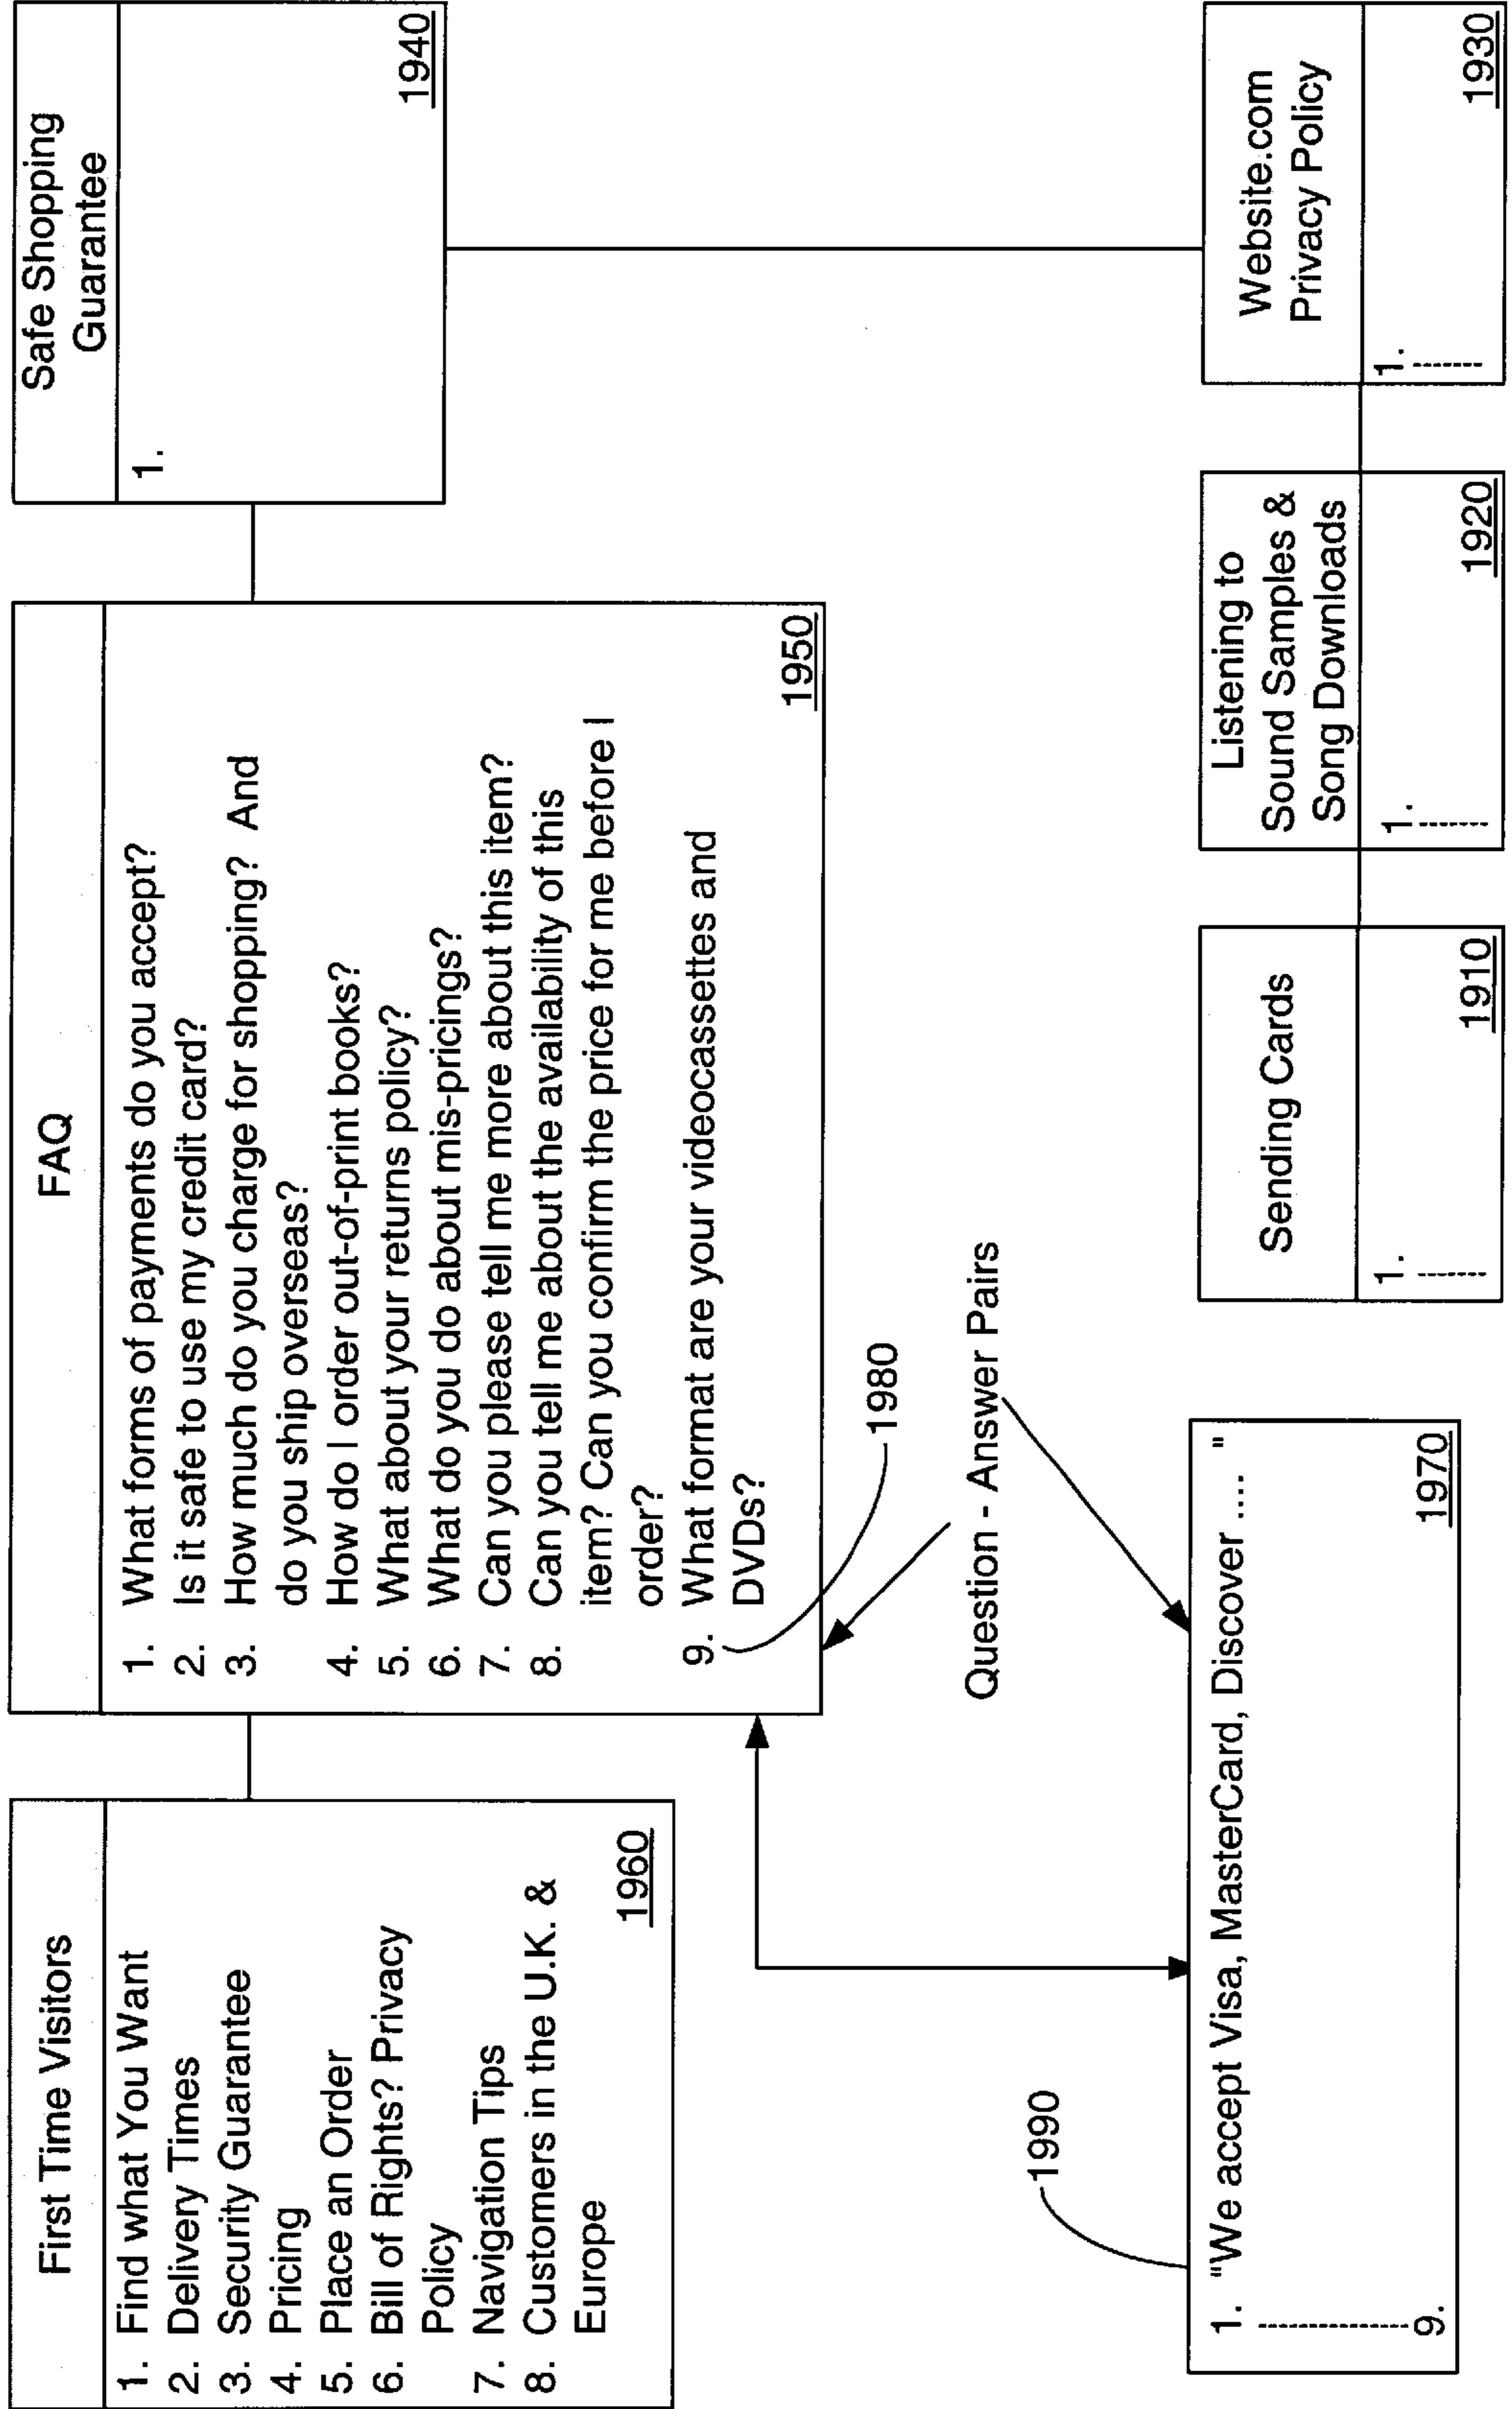 First Time Visitors
1. Find what You Want
2. Delivery Times
3. Security Guarantee
4. Pricing
5. Place an Order
6. Bill of Rights? Privacy
Policy
7. Navigation Tips
8. Customers in the U.K. &
Europe
1960
FAQ
1. What forms of payments do you accept?
2. Is it safe to use my credit card?
3. How much do you charge for shopping? And
do you ship overseas?
4. How do I order out-of-print books?
5. What about your returns policy?
6. What do you do about mis-pricings?
7. Can you please tell me more about this item?
8. Can you tell me about the availability of this
item? Can you confirm the price for me before I
order?
9. What format are your videocassettes and
DVDs?
1950
Safe Shopping
Guarantee
1.
1940
1980
Question - Answer Pairs
1990
1. "We accept Visa, MasterCard, Discover .... "
9.
1970
Sending Cards
1.
1910
Listening to
Sound Samples &
Song Downloads
1.
1920
Website.com
Privacy Policy
1.
1930